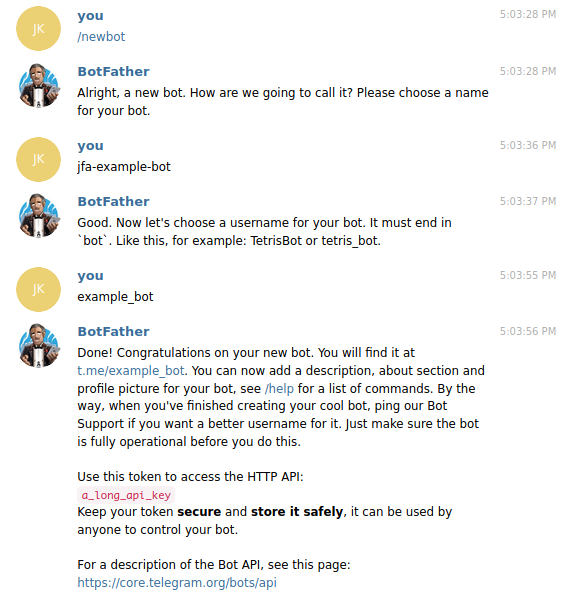 JK
you
5:03:28 PM
/newbot
BotFather
5:03:28 PM
Alright, a new bot. How are we going to call it? Please choose a name
for your bot.
JK
you
5:03:36 PM
jfa-example-bot
BotFather
5:03:37 PM
Good. Now let's choose a username for your bot. It must end in
`bot`. Like this, for example: TetrisBot or tetris_bot.
JK
you
5:03:55 PM
example_bot
BotFather
5:03:56 PM
Done! Congratulations on your new bot. You will find it at
t.me/example_bot. You can now add a description, about section and
profile picture for your bot, see /help for a list of commands. By the
way, when you've finished creating your cool bot, ping our Bot
Support if you want a better username for it. Just make sure the bot
is fully operational before you do this.
Use this token to access the HTTP API:
a_long_api_key
Keep your token secure and store it safely, it can be used by
anyone to control your bot.
For a description of the Bot API, see this page:
https://core.telegram.org/bots/api